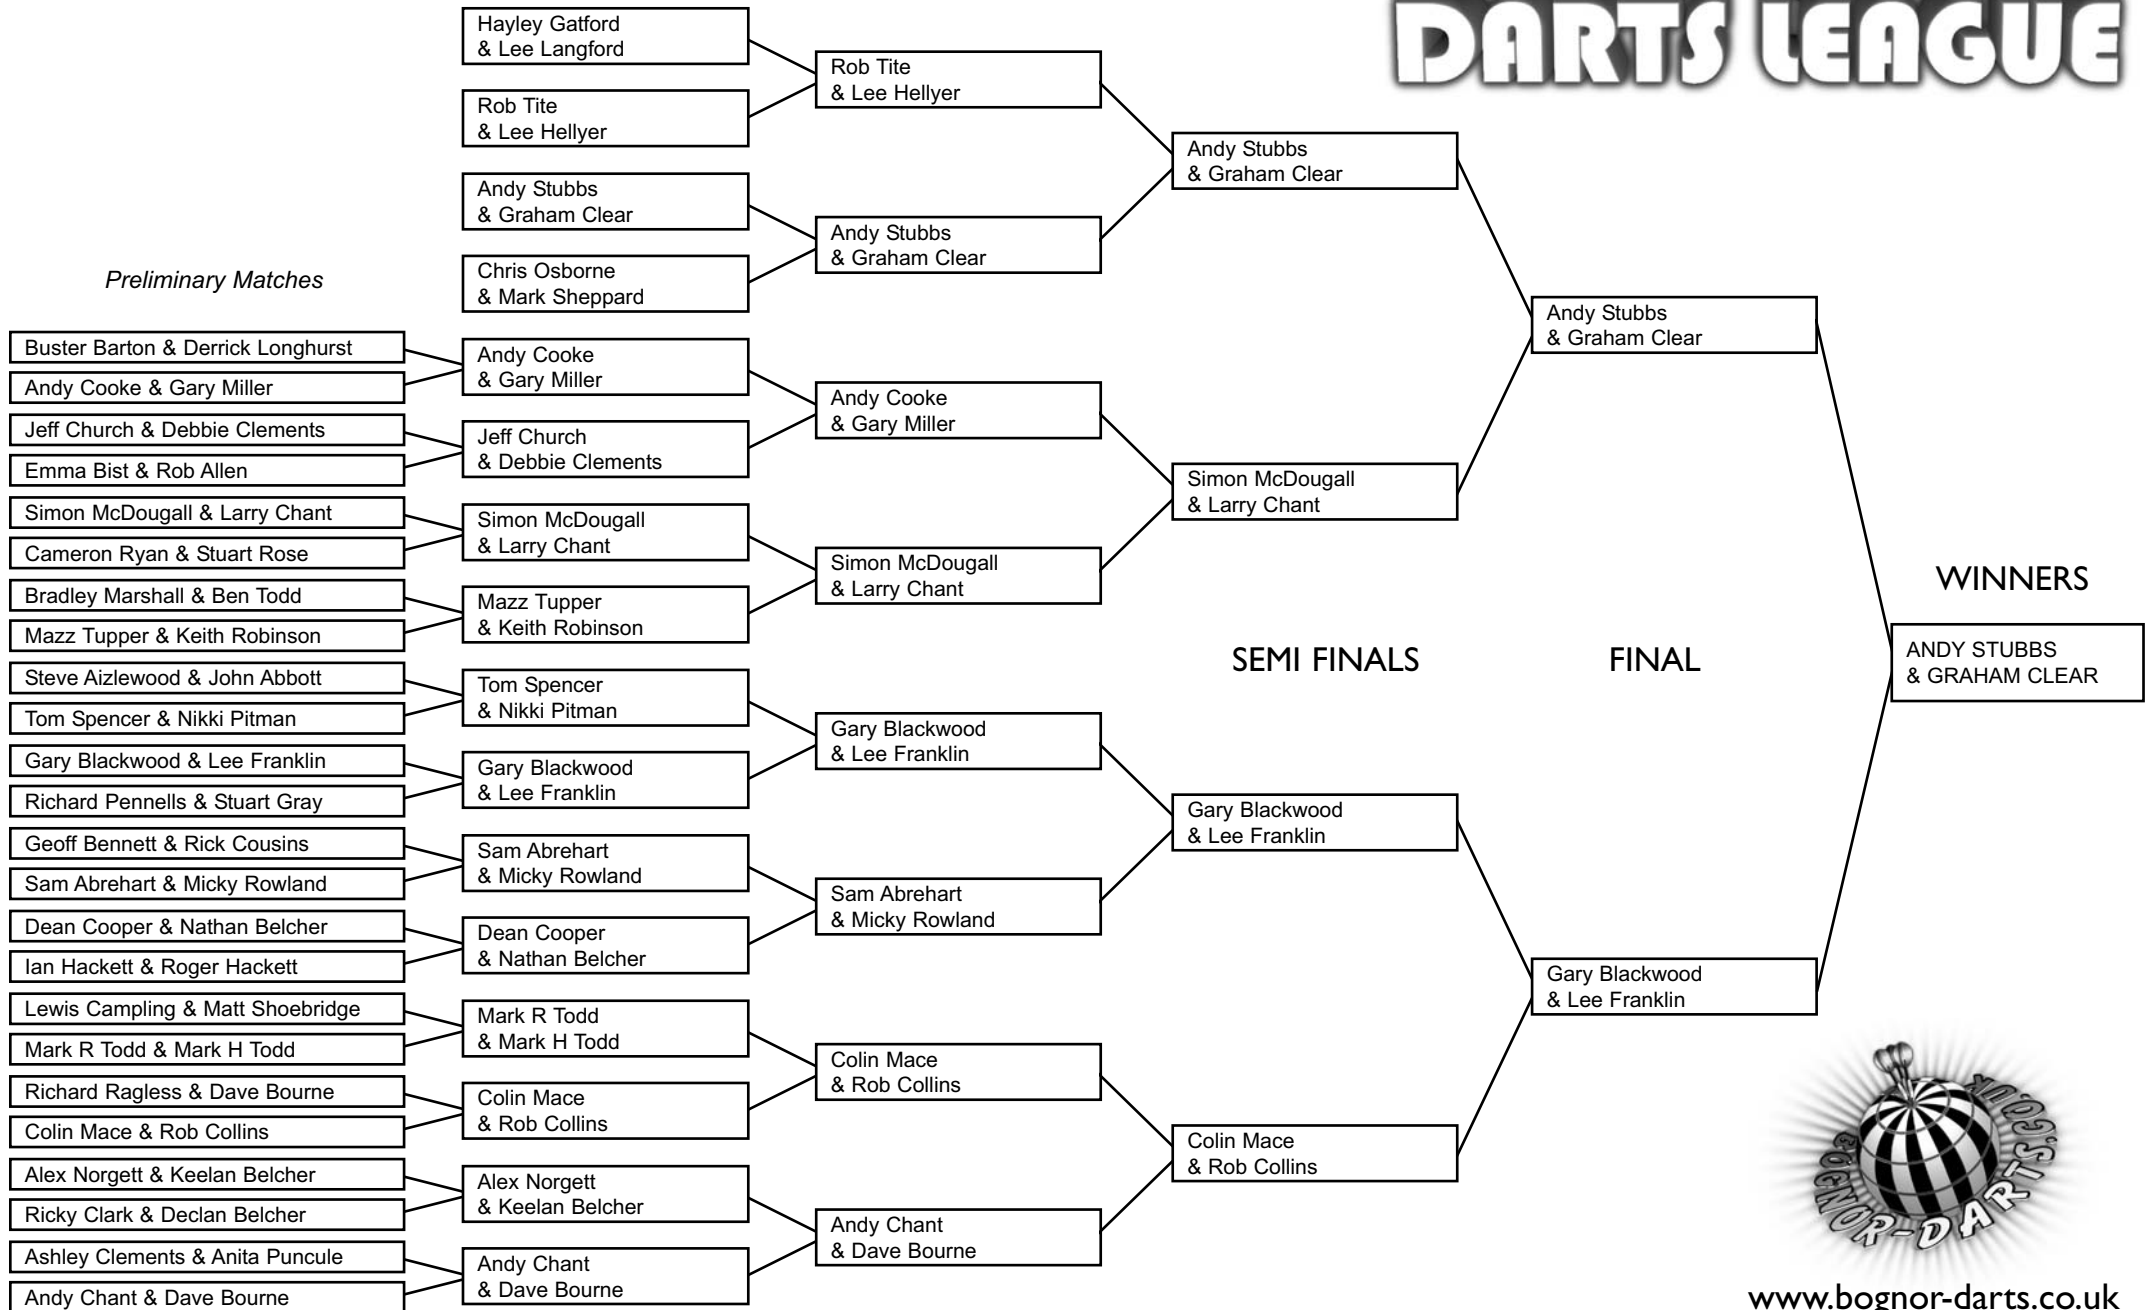 DARTS LEAGUE
Preliminary Matches
Buster Barton & Derrick Longhurst
Andy Cooke & Gary Miller
Jeff Church & Debbie Clements
Emma Bist & Rob Allen
Simon McDougall & Larry Chant
Cameron Ryan & Stuart Rose
Bradley Marshall & Ben Todd
Mazz Tupper & Keith Robinson
Steve Aizlewood & John Abbott
Tom Spencer & Nikki Pitman
Gary Blackwood & Lee Franklin
Richard Pennells & Stuart Gray
Geoff Bennett & Rick Cousins
Sam Abrehart & Micky Rowland
Dean Cooper & Nathan Belcher
Ian Hackett & Roger Hackett
Lewis Campling & Matt Shoebridge
Mark R Todd & Mark H Todd
Richard Ragless & Dave Bourne
Colin Mace & Rob Collins
Alex Norgett & Keelan Belcher
Ricky Clark & Declan Belcher
Ashley Clements & Anita Puncule
Andy Chant & Dave Bourne
Hayley Gatford
& Lee Langford
Rob Tite
& Lee Hellyer
Andy Stubbs
& Graham Clear
Chris Osborne
& Mark Sheppard
Andy Cooke
& Gary Miller
Jeff Church
& Debbie Clements
Simon McDougall
& Larry Chant
Mazz Tupper
& Keith Robinson
Tom Spencer
& Nikki Pitman
Gary Blackwood
& Lee Franklin
Sam Abrehart
& Micky Rowland
Dean Cooper
& Nathan Belcher
Mark R Todd
& Mark H Todd
Colin Mace
& Rob Collins
Alex Norgett
& Keelan Belcher
Andy Chant
& Dave Bourne
Rob Tite
& Lee Hellyer
Andy Stubbs
& Graham Clear
Andy Cooke
& Gary Miller
Simon McDougall
& Larry Chant
Gary Blackwood
& Lee Franklin
Sam Abrehart
& Micky Rowland
Colin Mace
& Rob Collins
Andy Chant
& Dave Bourne
Andy Stubbs
& Graham Clear
Simon McDougall
& Larry Chant
SEMI FINALS
Gary Blackwood
& Lee Franklin
Colin Mace
& Rob Collins
Andy Stubbs
& Graham Clear
FINAL
Gary Blackwood
& Lee Franklin
WINNERS
ANDY STUBBS
& GRAHAM CLEAR
BOGNOR-DARTS.CO.UK
www.bognor-darts.co.uk